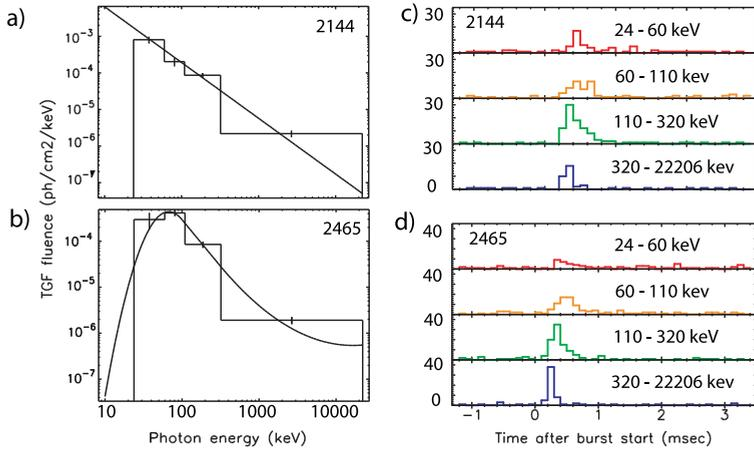 a)
2144
10⁻³
10⁻⁴
10⁻⁵
10⁻⁶
10⁻⁷
b)
2465
10⁻⁴
10⁻⁵
10⁻⁶
10⁻⁷
TGF fluence (ph/cm2/keV)
10 100 1000 10000
Photon energy (keV)
c)
2144
30
24 - 60 keV
30
60 - 110 kev
30
110 - 320 keV
30
320 - 22206 keV
0
d)
2465
40
24 - 60 keV
40
60 - 110 kev
40
110 - 320 keV
40
320 - 22206 kev
0
−1 0 1 2 3
Time after burst start (msec)